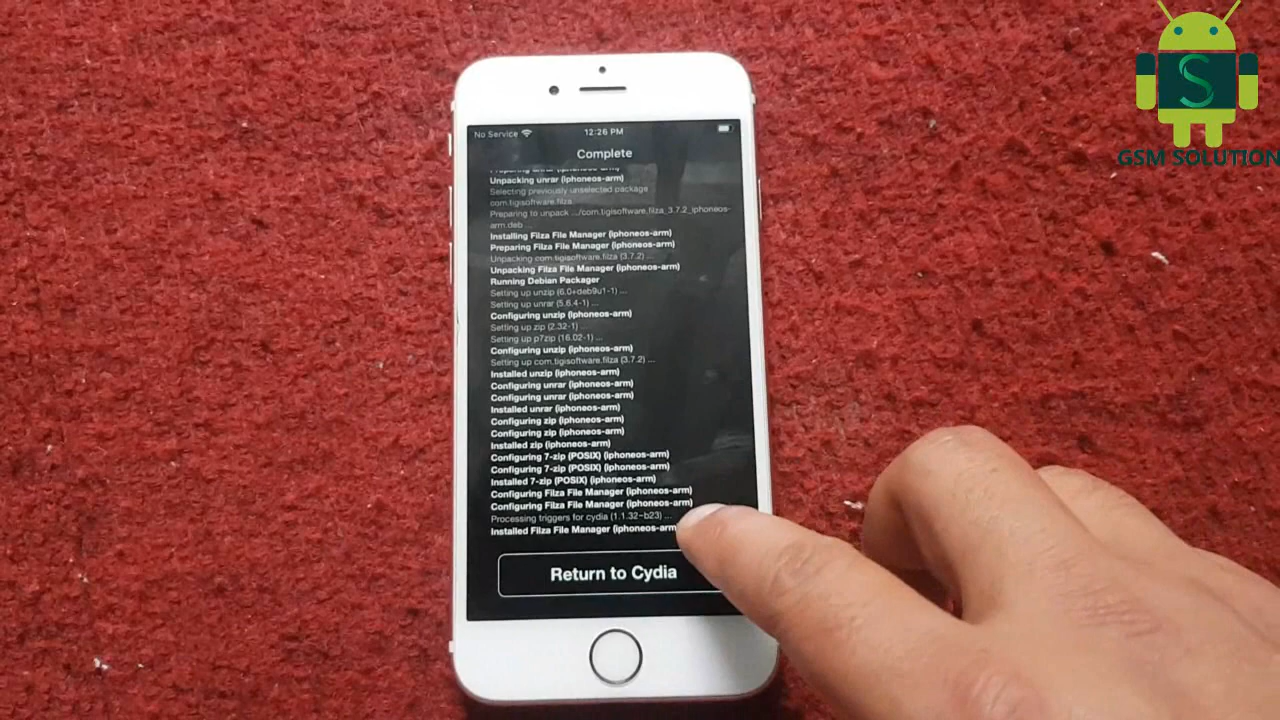 No Service
12:26 PM
Complete
Preparing unrar (iphoneos-arm)
Unpacking unrar (iphoneos-arm)
Selecting previously unselected package
com.tigisoftware.filza.
Preparing to unpack .../com.tigisoftware.filza_3.7.2_iphoneos-
arm.deb ...
Installing Filza File Manager (iphoneos-arm)
Preparing Filza File Manager (iphoneos-arm)
Unpacking com.tigisoftware.filza (3.7.2) ...
Unpacking Filza File Manager (iphoneos-arm)
Running Debian Packager
Setting up unzip (6.0+deb9u1-1) ...
Setting up unrar (5.6.4-1) ...
Configuring unzip (iphoneos-arm)
Setting up zip (2.32-1) ...
Setting up p7zip (16.02-1) ...
Configuring unzip (iphoneos-arm)
Setting up com.tigisoftware.filza (3.7.2) ...
Installed unzip (iphoneos-arm)
Configuring unrar (iphoneos-arm)
Configuring unrar (iphoneos-arm)
Installed unrar (iphoneos-arm)
Configuring zip (iphoneos-arm)
Configuring zip (iphoneos-arm)
Installed zip (iphoneos-arm)
Configuring 7-zip (POSIX) (iphoneos-arm)
Configuring 7-zip (POSIX) (iphoneos-arm)
Installed 7-zip (POSIX) (iphoneos-arm)
Configuring Filza File Manager (iphoneos-arm)
Configuring Filza File Manager (iphoneos-arm)
Processing triggers for cydia (1.1.32~b23) ...
Installed Filza File Manager (iphoneos-arm
Return to Cydia
S
GSM SOLUTION